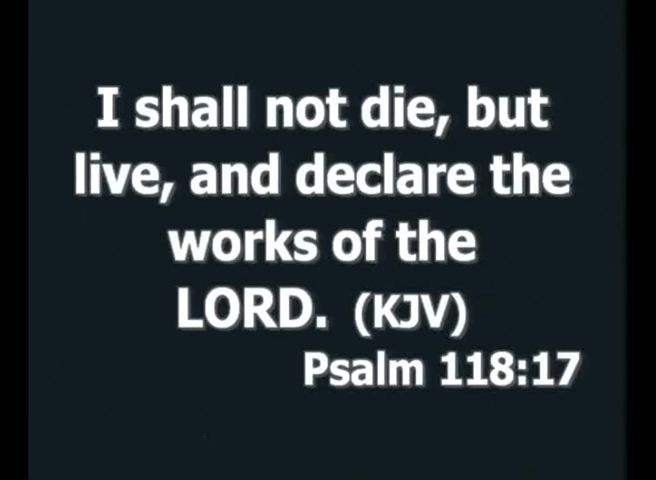 I shall not die, but
live, and declare the
works of the
LORD. (KJV)
Psalm 118:17